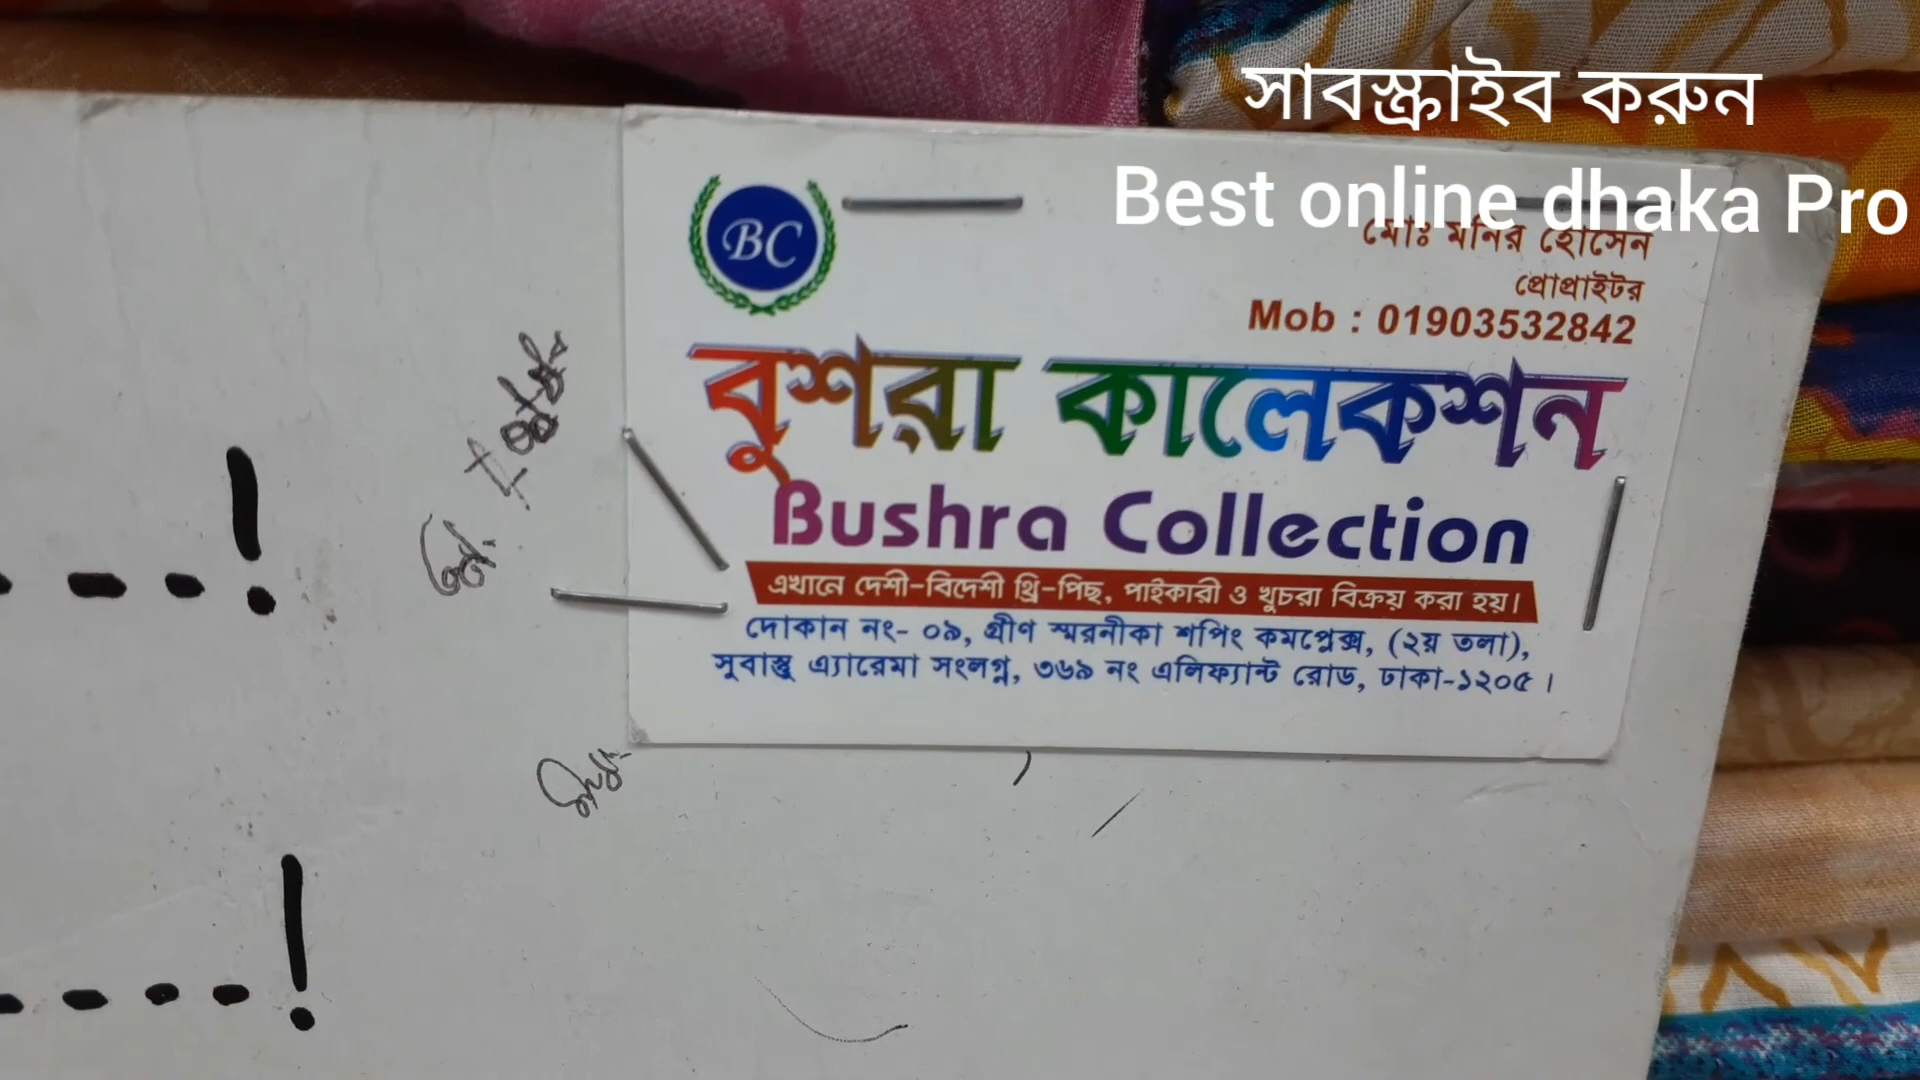 সাবস্ক্রাইব করুন
Best online dhaka Pro
BC
মোঃ মনির হোসেন
প্রোপ্রাইটর
Mob : 01903532842
বুশরা কালেকশন
Bushra Collection
এখানে দেশী-বিদেশী থ্রি-পিছ, পাইকারী ও খুচরা বিক্রয় করা হয়।
দোকান নং- ০৯, গ্রীণ স্মরনীকা শপিং কমপ্লেক্স, (২য় তলা),
সুবাস্তু এ্যারেমা সংলগ্ন, ৩৬৯ নং এলিফ্যান্ট রোড, ঢাকা-১২০৫।